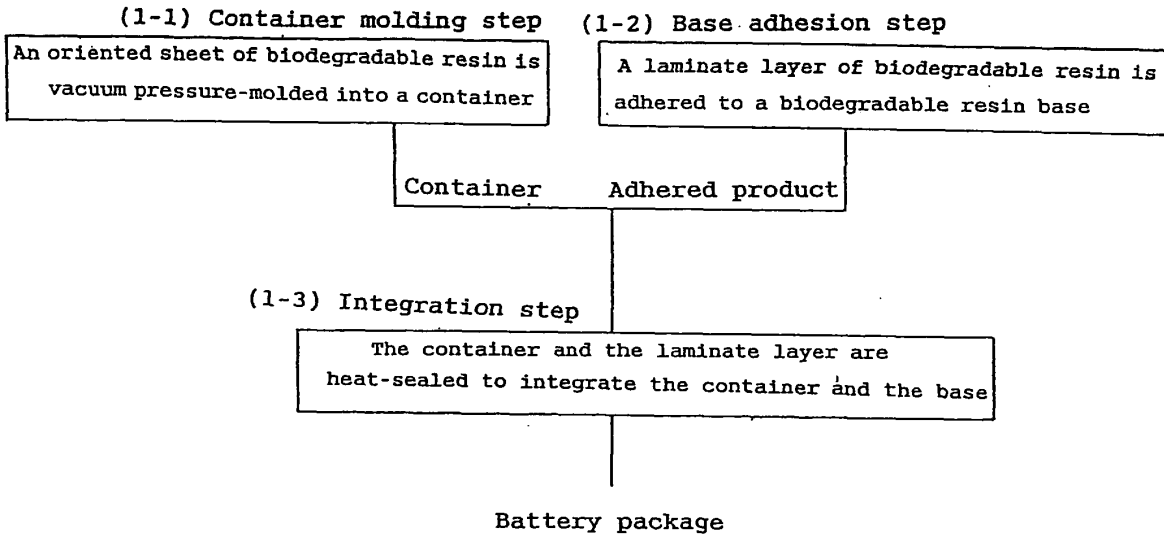 (1-1) Container molding step
An oriented sheet of biodegradable resin is
vacuum pressure-molded into a container
(1-2) Base adhesion step
A laminate layer of biodegradable resin is
adhered to a biodegradable resin base
Container
Adhered product
(1-3) Integration step
The container and the laminate layer are
heat-sealed to integrate the container and the base
Battery package